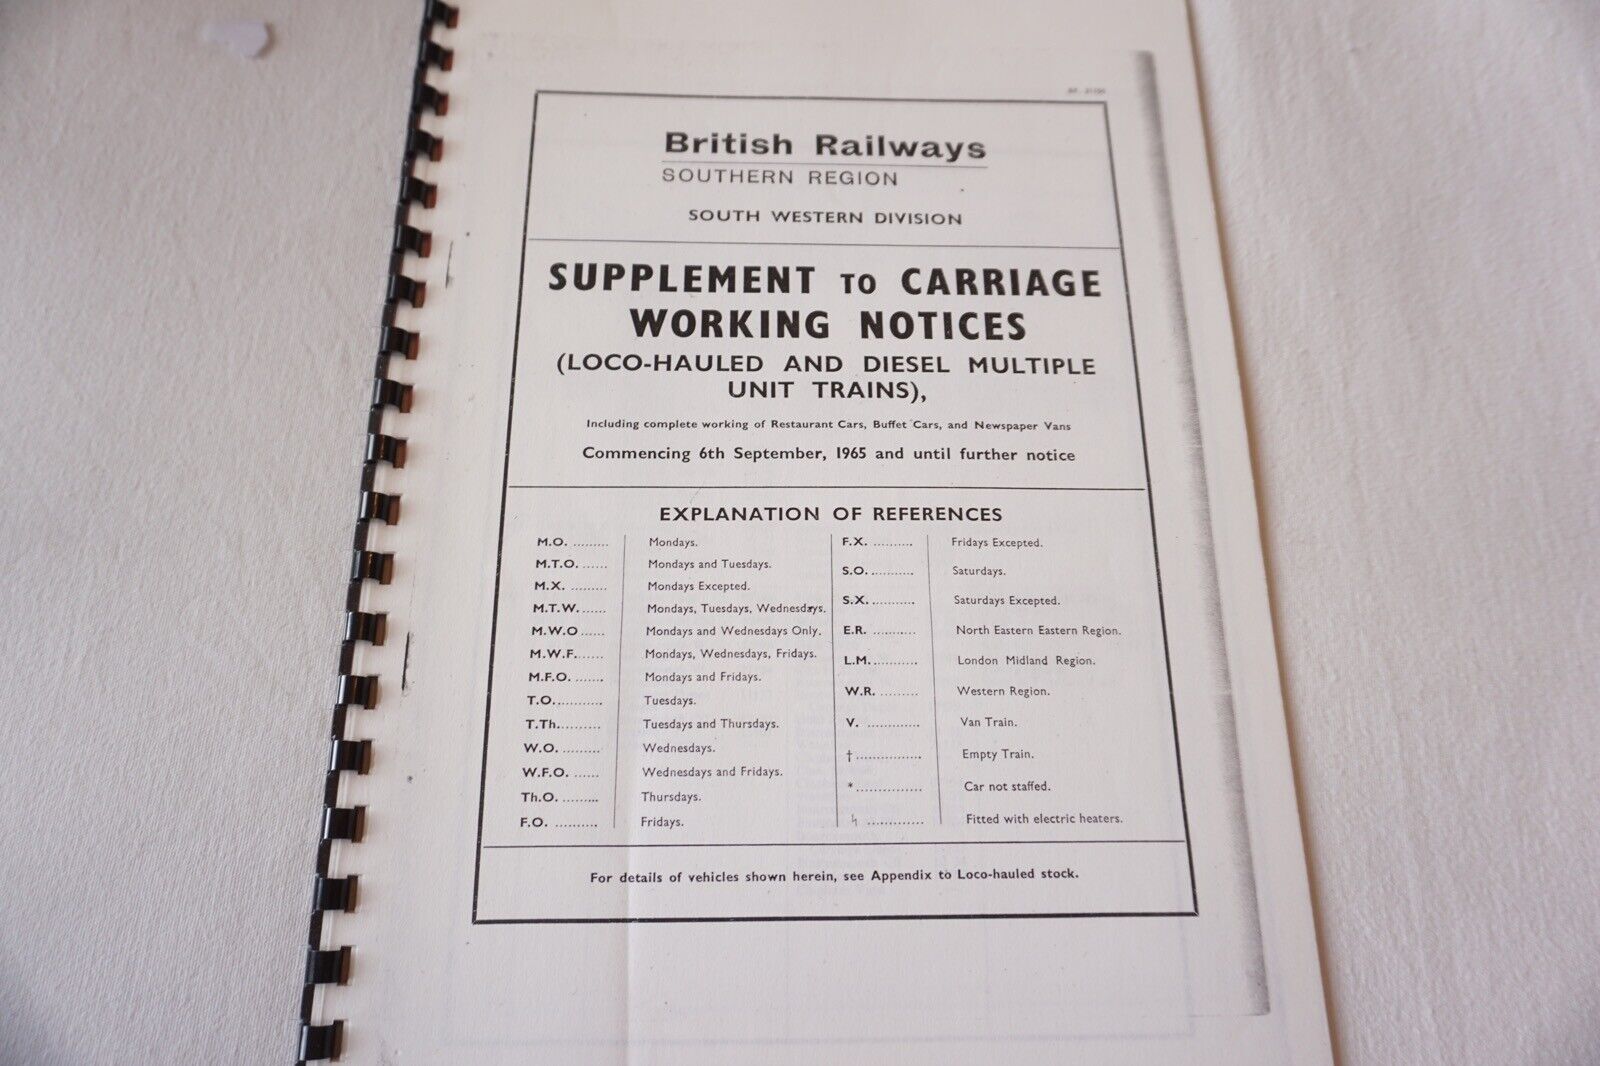 British Railways
SOUTHERN REGION
SOUTH WESTERN DIVISION
SUPPLEMENT TO CARRIAGE
WORKING NOTICES
(LOCO-HAULED AND DIESEL MULTIPLE
UNIT TRAINS),
Including complete working of Restaurant Cars, Buffet Cars, and Newspaper Vans
Commencing 6th September, 1965 and until further notice
EXPLANATION OF REFERENCES
M.O. ......... Mondays.
M.T.O. ...... Mondays and Tuesdays.
M.X. ......... Mondays Excepted.
M.T.W. ...... Mondays, Tuesdays, Wednesdays.
M.W.O ...... Mondays and Wednesdays Only.
M.W.F. ...... Mondays, Wednesdays, Fridays.
M.F.O. ....... Mondays and Fridays.
T.O. ........... Tuesdays.
T.Th. ......... Tuesdays and Thursdays.
W.O. ......... Wednesdays.
W.F.O. ...... Wednesdays and Fridays.
Th.O. ......... Thursdays.
F.O. .......... Fridays.
F.X. .......... Fridays Excepted.
S.O. ........... Saturdays.
S.X. ........... Saturdays Excepted.
E.R. ........... North Eastern Eastern Region.
L.M. ........... London Midland Region.
W.R. ......... Western Region.
V. ............. Van Train.
† ................ Empty Train.
* ................ Car not staffed.
ϟ ............. Fitted with electric heaters.
For details of vehicles shown herein, see Appendix to Loco-hauled stock.